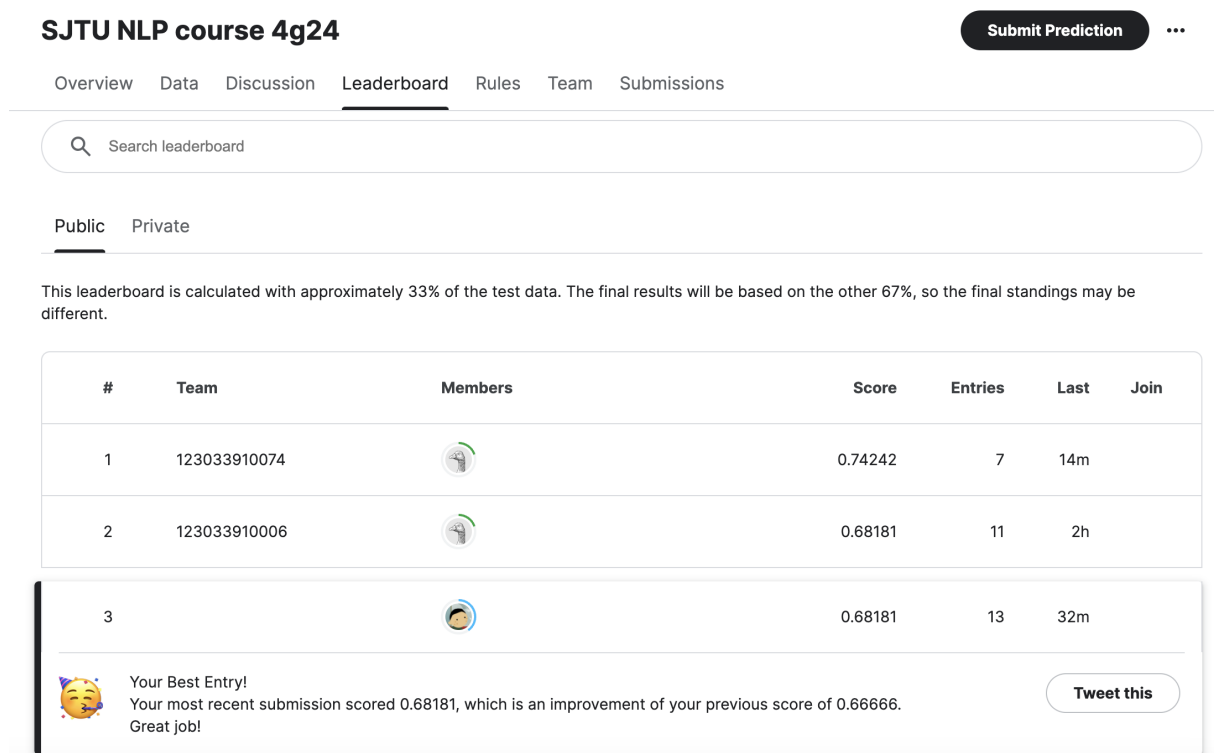 SJTU NLP course 4g24
Submit Prediction
Overview Data Discussion Leaderboard Rules Team Submissions
Search leaderboard
Public Private
This leaderboard is calculated with approximately 33% of the test data. The final results will be based on the other 67%, so the final standings may be
different.
# Team Members Score Entries Last Join
1 123033910074 0.74242 7 14m
2 123033910006 0.68181 11 2h
3 0.68181 13 32m
Your Best Entry!
Your most recent submission scored 0.68181, which is an improvement of your previous score of 0.66666.
Great job!
Tweet this